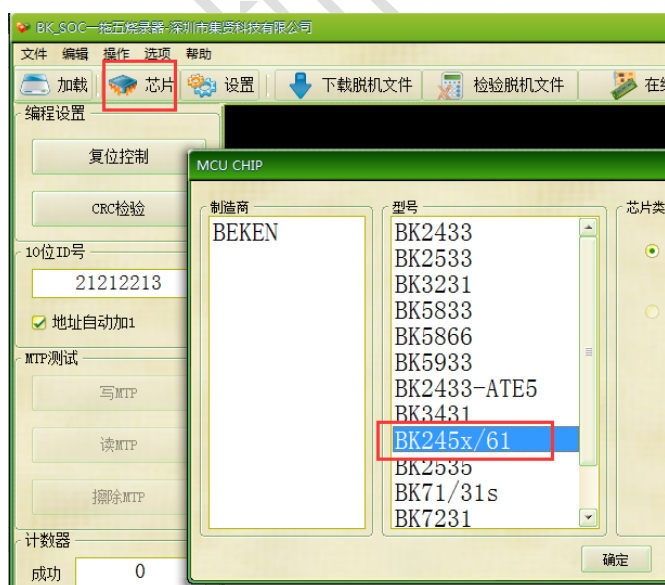 BK_SOC一拖五烧录器-深圳市集贤科技有限公司
文件 编辑 操作 选项 帮助
加载 芯片 设置 下载脱机文件 检验脱机文件 在
编程设置
复位控制
CRC检验
10位ID号
21212213
地址自动加1
MTP测试
写MTP
读MTP
擦除MTP
计数器
成功 0
MCU CHIP
制造商
BEKEN
型号
BK2433
BK2533
BK3231
BK5833
BK5866
BK5933
BK2433-ATE5
BK3431
BK245x/61
BK2535
BK71/31s
BK7231
芯片类
确定